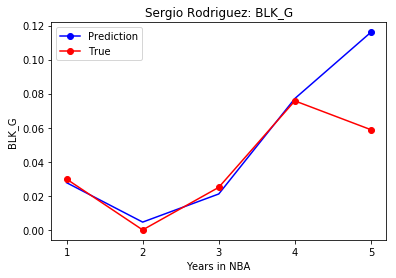 Sergio Rodriguez: BLK_G
Prediction
True
BLK_G
0.12
0.10
0.08
0.06
0.04
0.02
0.00
1 2 3 4 5
Years in NBA